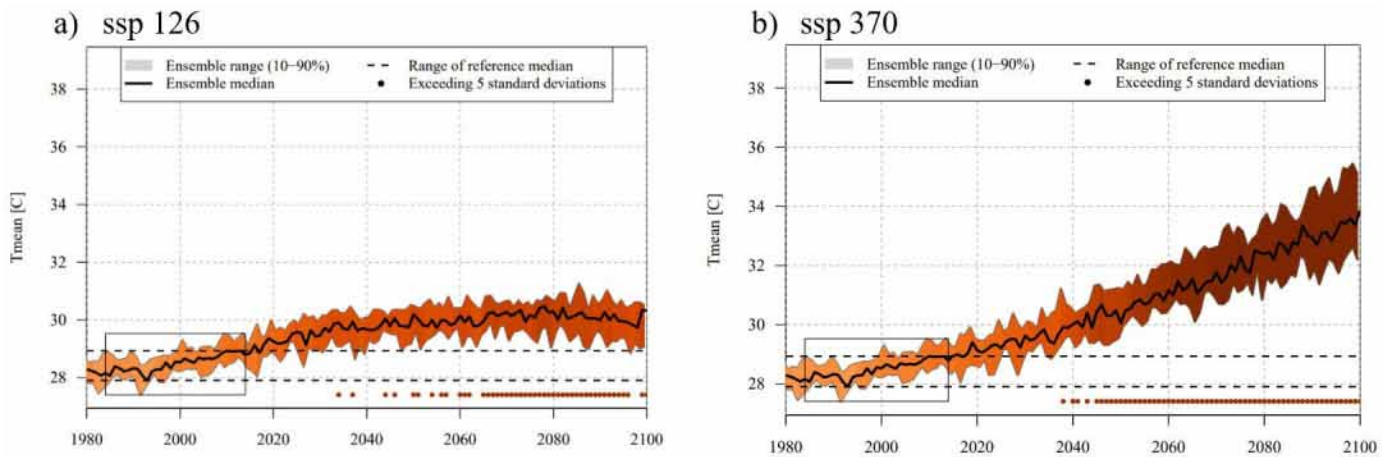 a) ssp 126
Ensemble range (10−90%)
Range of reference median
Ensemble median
Exceeding 5 standard deviations
38
36
34
32
30
28
Tmean [C]
1980
2000
2020
2040
2060
2080
2100
b) ssp 370
Ensemble range (10−90%)
Range of reference median
Ensemble median
Exceeding 5 standard deviations
38
36
34
32
30
28
Tmean [C]
1980
2000
2020
2040
2060
2080
2100